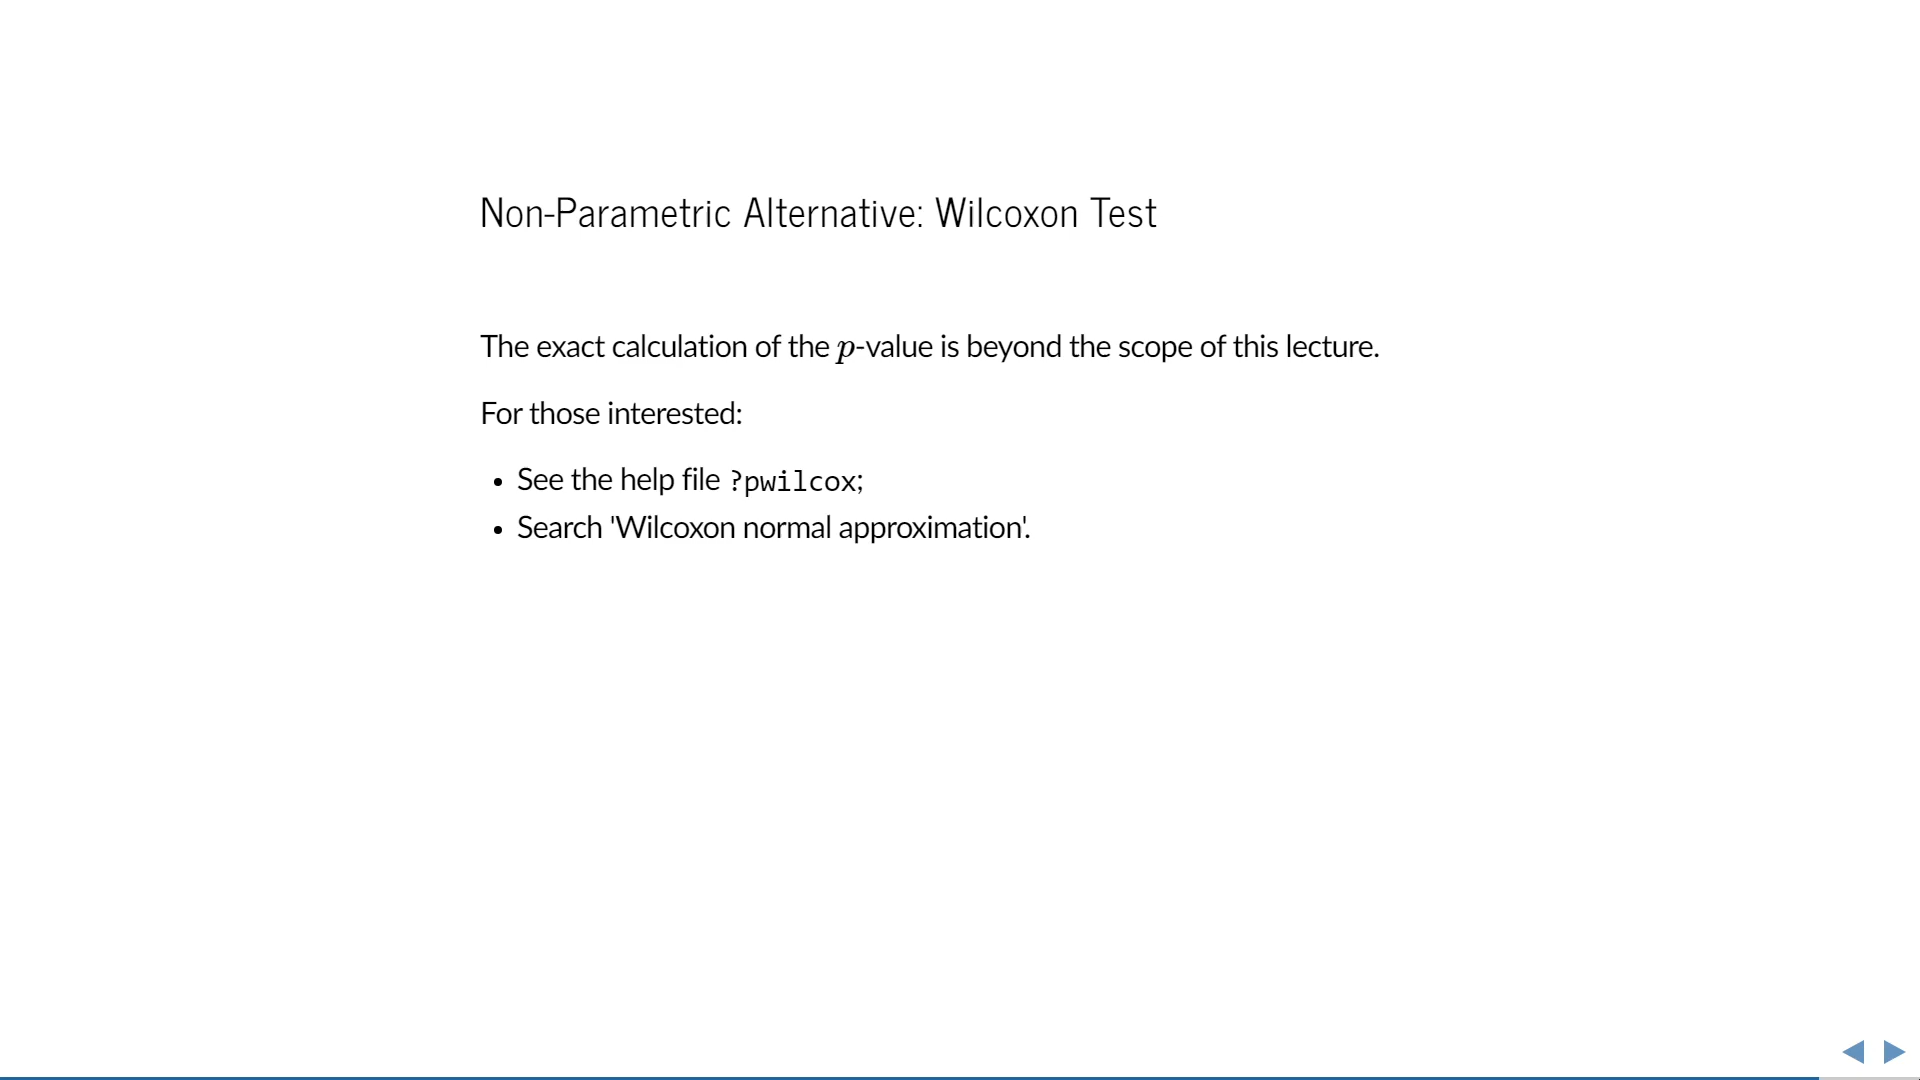 Non-Parametric Alternative: Wilcoxon Test
The exact calculation of the p-value is beyond the scope of this lecture.
For those interested:
• See the help file ?pwilcox;
• Search 'Wilcoxon normal approximation'.